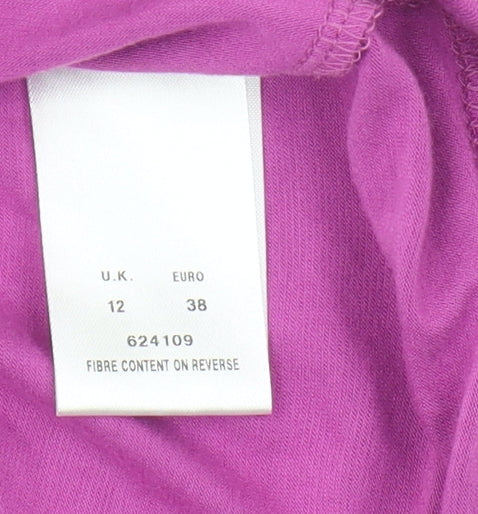 U.K. EURO
12 38
624109
FIBRE CONTENT ON REVERSE